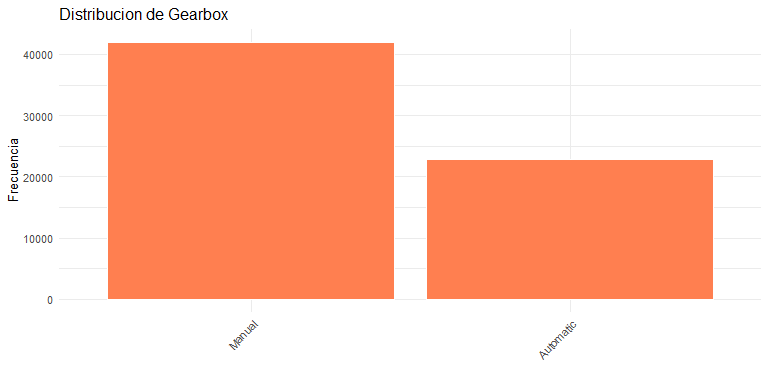 Distribucion de Gearbox
Frecuencia
40000
30000
20000
10000
0
Manual
Automatic